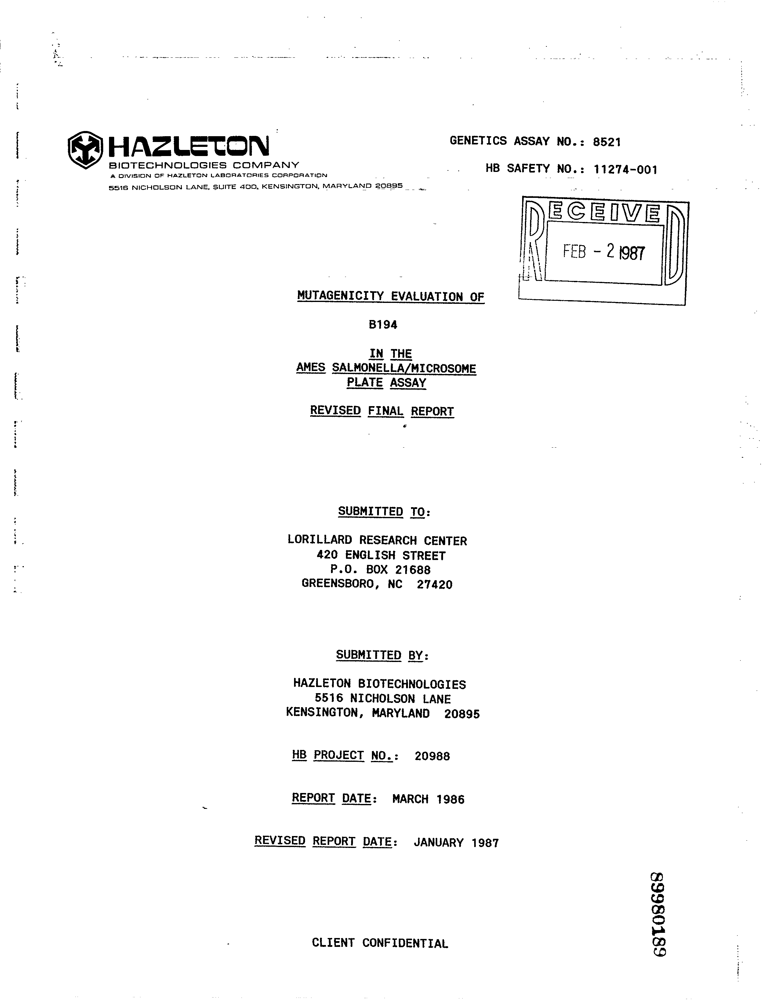 HAZLETON
BIOTECHNOLOGIES COMPANY
A DIVISION OF HAZLETON LABORATORIES CORPORATION
5516 NICHOLSON LANE, SUITE 400, KENSINGTON, MARYLAND 20895
GENETICS ASSAY NO.: 8521
HB SAFETY NO.: 11274-001
RECEIVED
FEB - 2 1987
MUTAGENICITY EVALUATION OF
B194
IN THE
AMES SALMONELLA/MICROSOME
PLATE ASSAY
REVISED FINAL REPORT
SUBMITTED TO:
LORILLARD RESEARCH CENTER
420 ENGLISH STREET
P.O. BOX 21688
GREENSBORO, NC 27420
SUBMITTED BY:
HAZLETON BIOTECHNOLOGIES
5516 NICHOLSON LANE
KENSINGTON, MARYLAND 20895
HB PROJECT NO.: 20988
REPORT DATE: MARCH 1986
REVISED REPORT DATE: JANUARY 1987
CLIENT CONFIDENTIAL
89980189